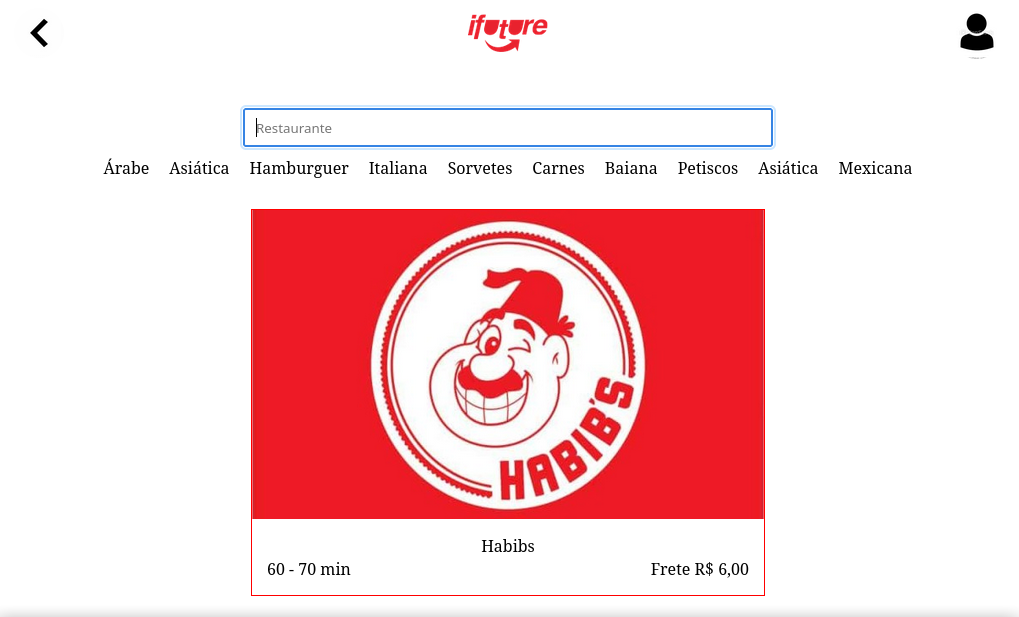 ifuture
Restaurante
Árabe Asiática Hamburguer Italiana Sorvetes Carnes Baiana Petiscos Asiática Mexicana
HABIB'S
Habibs
60 - 70 min Frete R$ 6,00